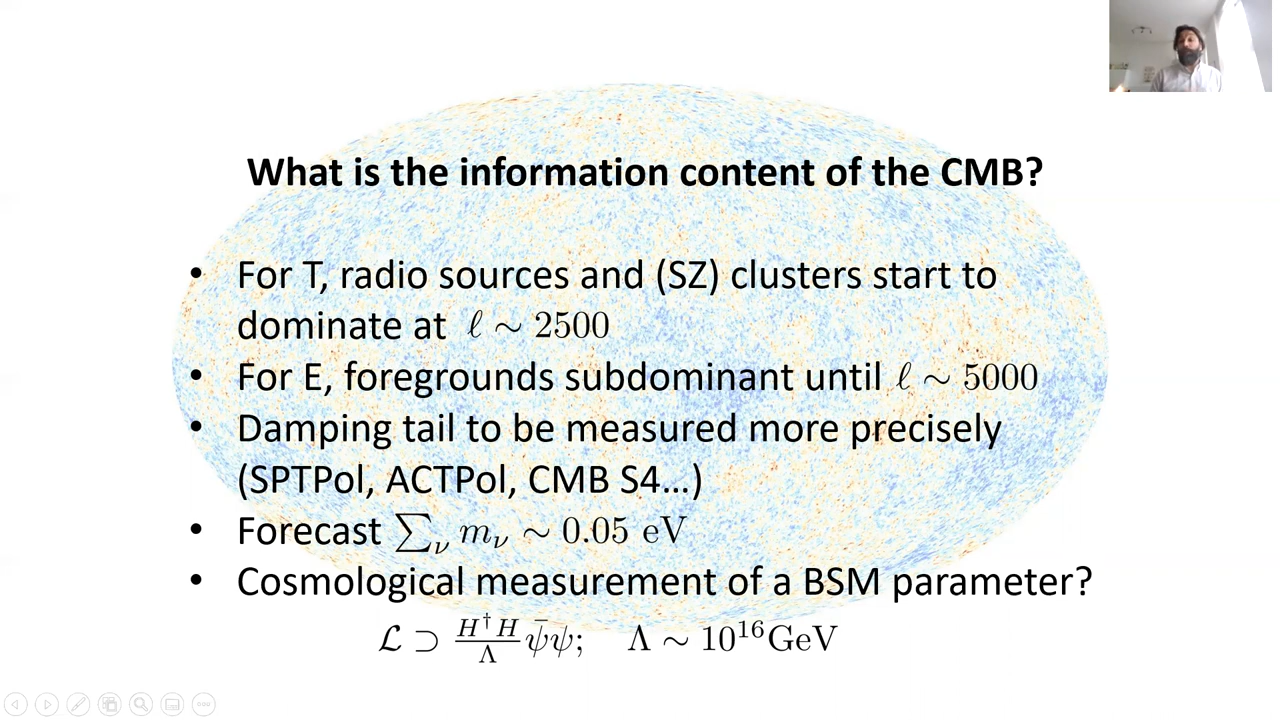 What is the information content of the CMB?
• For T, radio sources and (SZ) clusters start to
dominate at ℓ ∼ 2500
• For E, foregrounds subdominant until ℓ ∼ 5000
• Damping tail to be measured more precisely
(SPTPol, ACTPol, CMB S4...)
• Forecast ∑_ν m_ν ∼ 0.05 eV
• Cosmological measurement of a BSM parameter?
ℒ ⊃ H†H/Λ ψ̄ψ; Λ ∼ 10¹⁶GeV